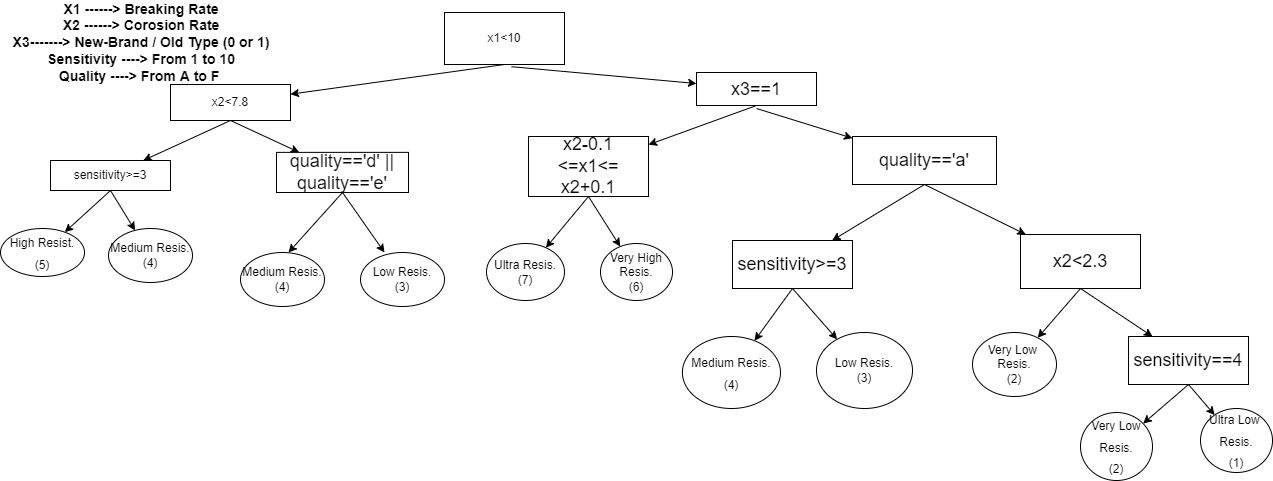 X1 ------> Breaking Rate
X2 ------> Corosion Rate
X3-------> New-Brand / Old Type (0 or 1)
Sensitivity ----> From 1 to 10
Quality ----> From A to F
x1<10
x2<7.8
x3==1
sensitivity>=3
quality=='d' ||
quality=='e'
x2-0.1
<=x1<=
x2+0.1
quality=='a'
High Resist.
(5)
Medium Resis.
(4)
Medium Resis.
(4)
Low Resis.
(3)
Ultra Resis.
(7)
Very High
Resis.
(6)
sensitivity>=3
x2<2.3
Medium Resis.
(4)
Low Resis.
(3)
Very Low
Resis.
(2)
sensitivity==4
Very Low
Resis.
(2)
Ultra Low
Resis.
(1)